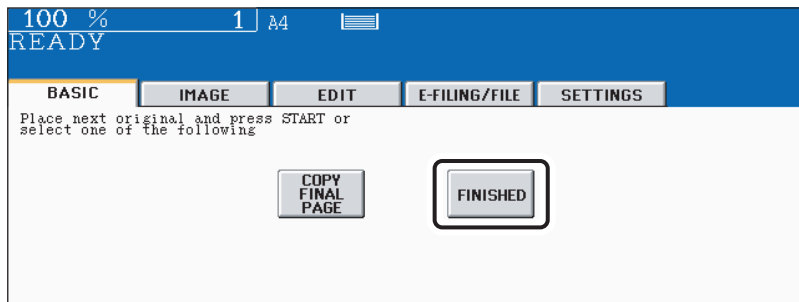 100 % 1 A4
READY
BASIC IMAGE EDIT E-FILING/FILE SETTINGS
Place next original and press START or
select one of the following
COPY
FINAL
PAGE
FINISHED